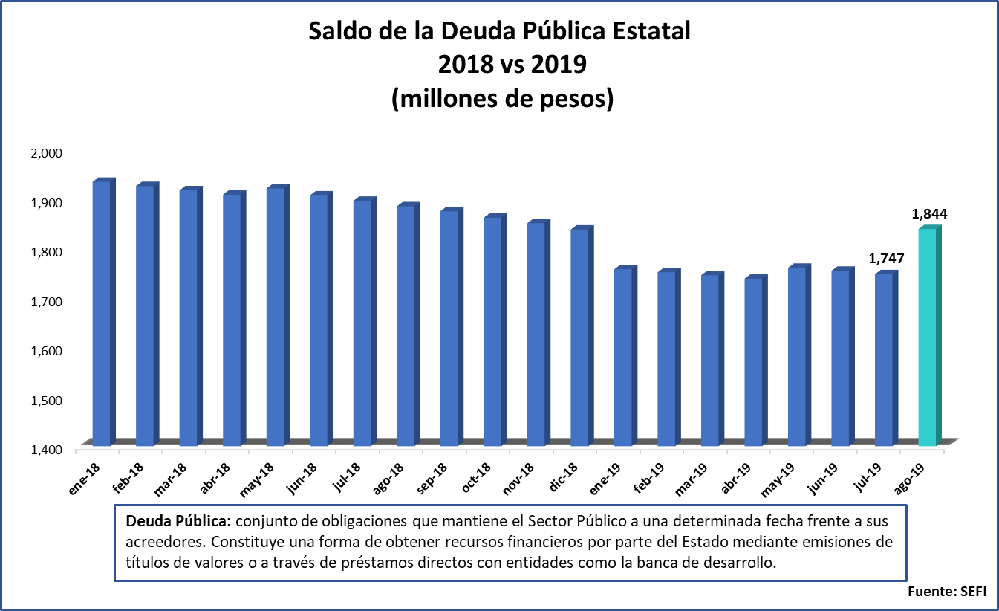 Saldo de la Deuda Pública Estatal
2018 vs 2019
(millones de pesos)
2,000
1,900
1,800
1,700
1,600
1,500
1,400
1,747
1,844
ene-18
feb-18
mar-18
abr-18
may-18
jun-18
jul-18
ago-18
sep-18
oct-18
nov-18
dic-18
ene-19
feb-19
mar-19
abr-19
may-19
jun-19
jul-19
ago-19
Deuda Pública: conjunto de obligaciones que mantiene el Sector Público a una determinada fecha frente a sus
acreedores. Constituye una forma de obtener recursos financieros por parte del Estado mediante emisiones de
títulos de valores o a través de préstamos directos con entidades como la banca de desarrollo.
Fuente: SEFI